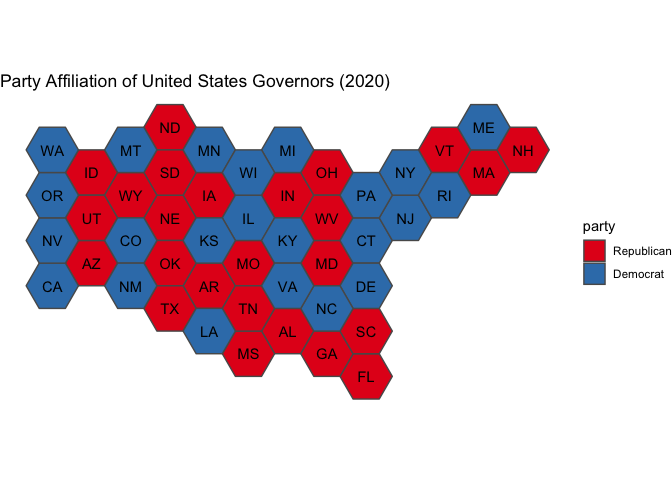 Party Affiliation of United States Governors (2020)
ND ME
WA MT MN MI VT NH
ID SD WI OH NY MA
OR WY IA IN PA RI
UT NE IL WV NJ
NV CO KS KY CT
AZ OK MO MD
CA NM AR VA DE
TX TN NC
LA AL SC
MS GA
FL
party
Republican
Democrat